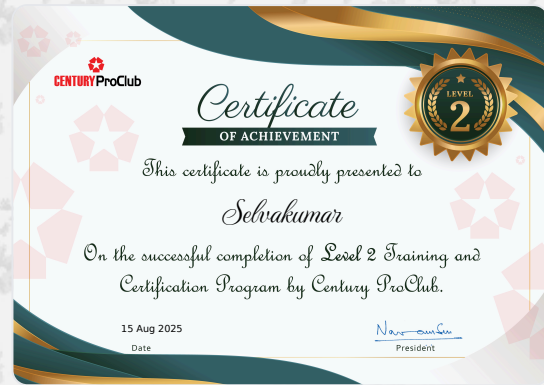 CENTURY ProClub
LEVEL
2
Certificate
OF ACHIEVEMENT
This certificate is proudly presented to
Selvakumar
On the successful completion of Level 2 Training and
Certification Program by Century ProClub.
15 Aug 2025
Date
President